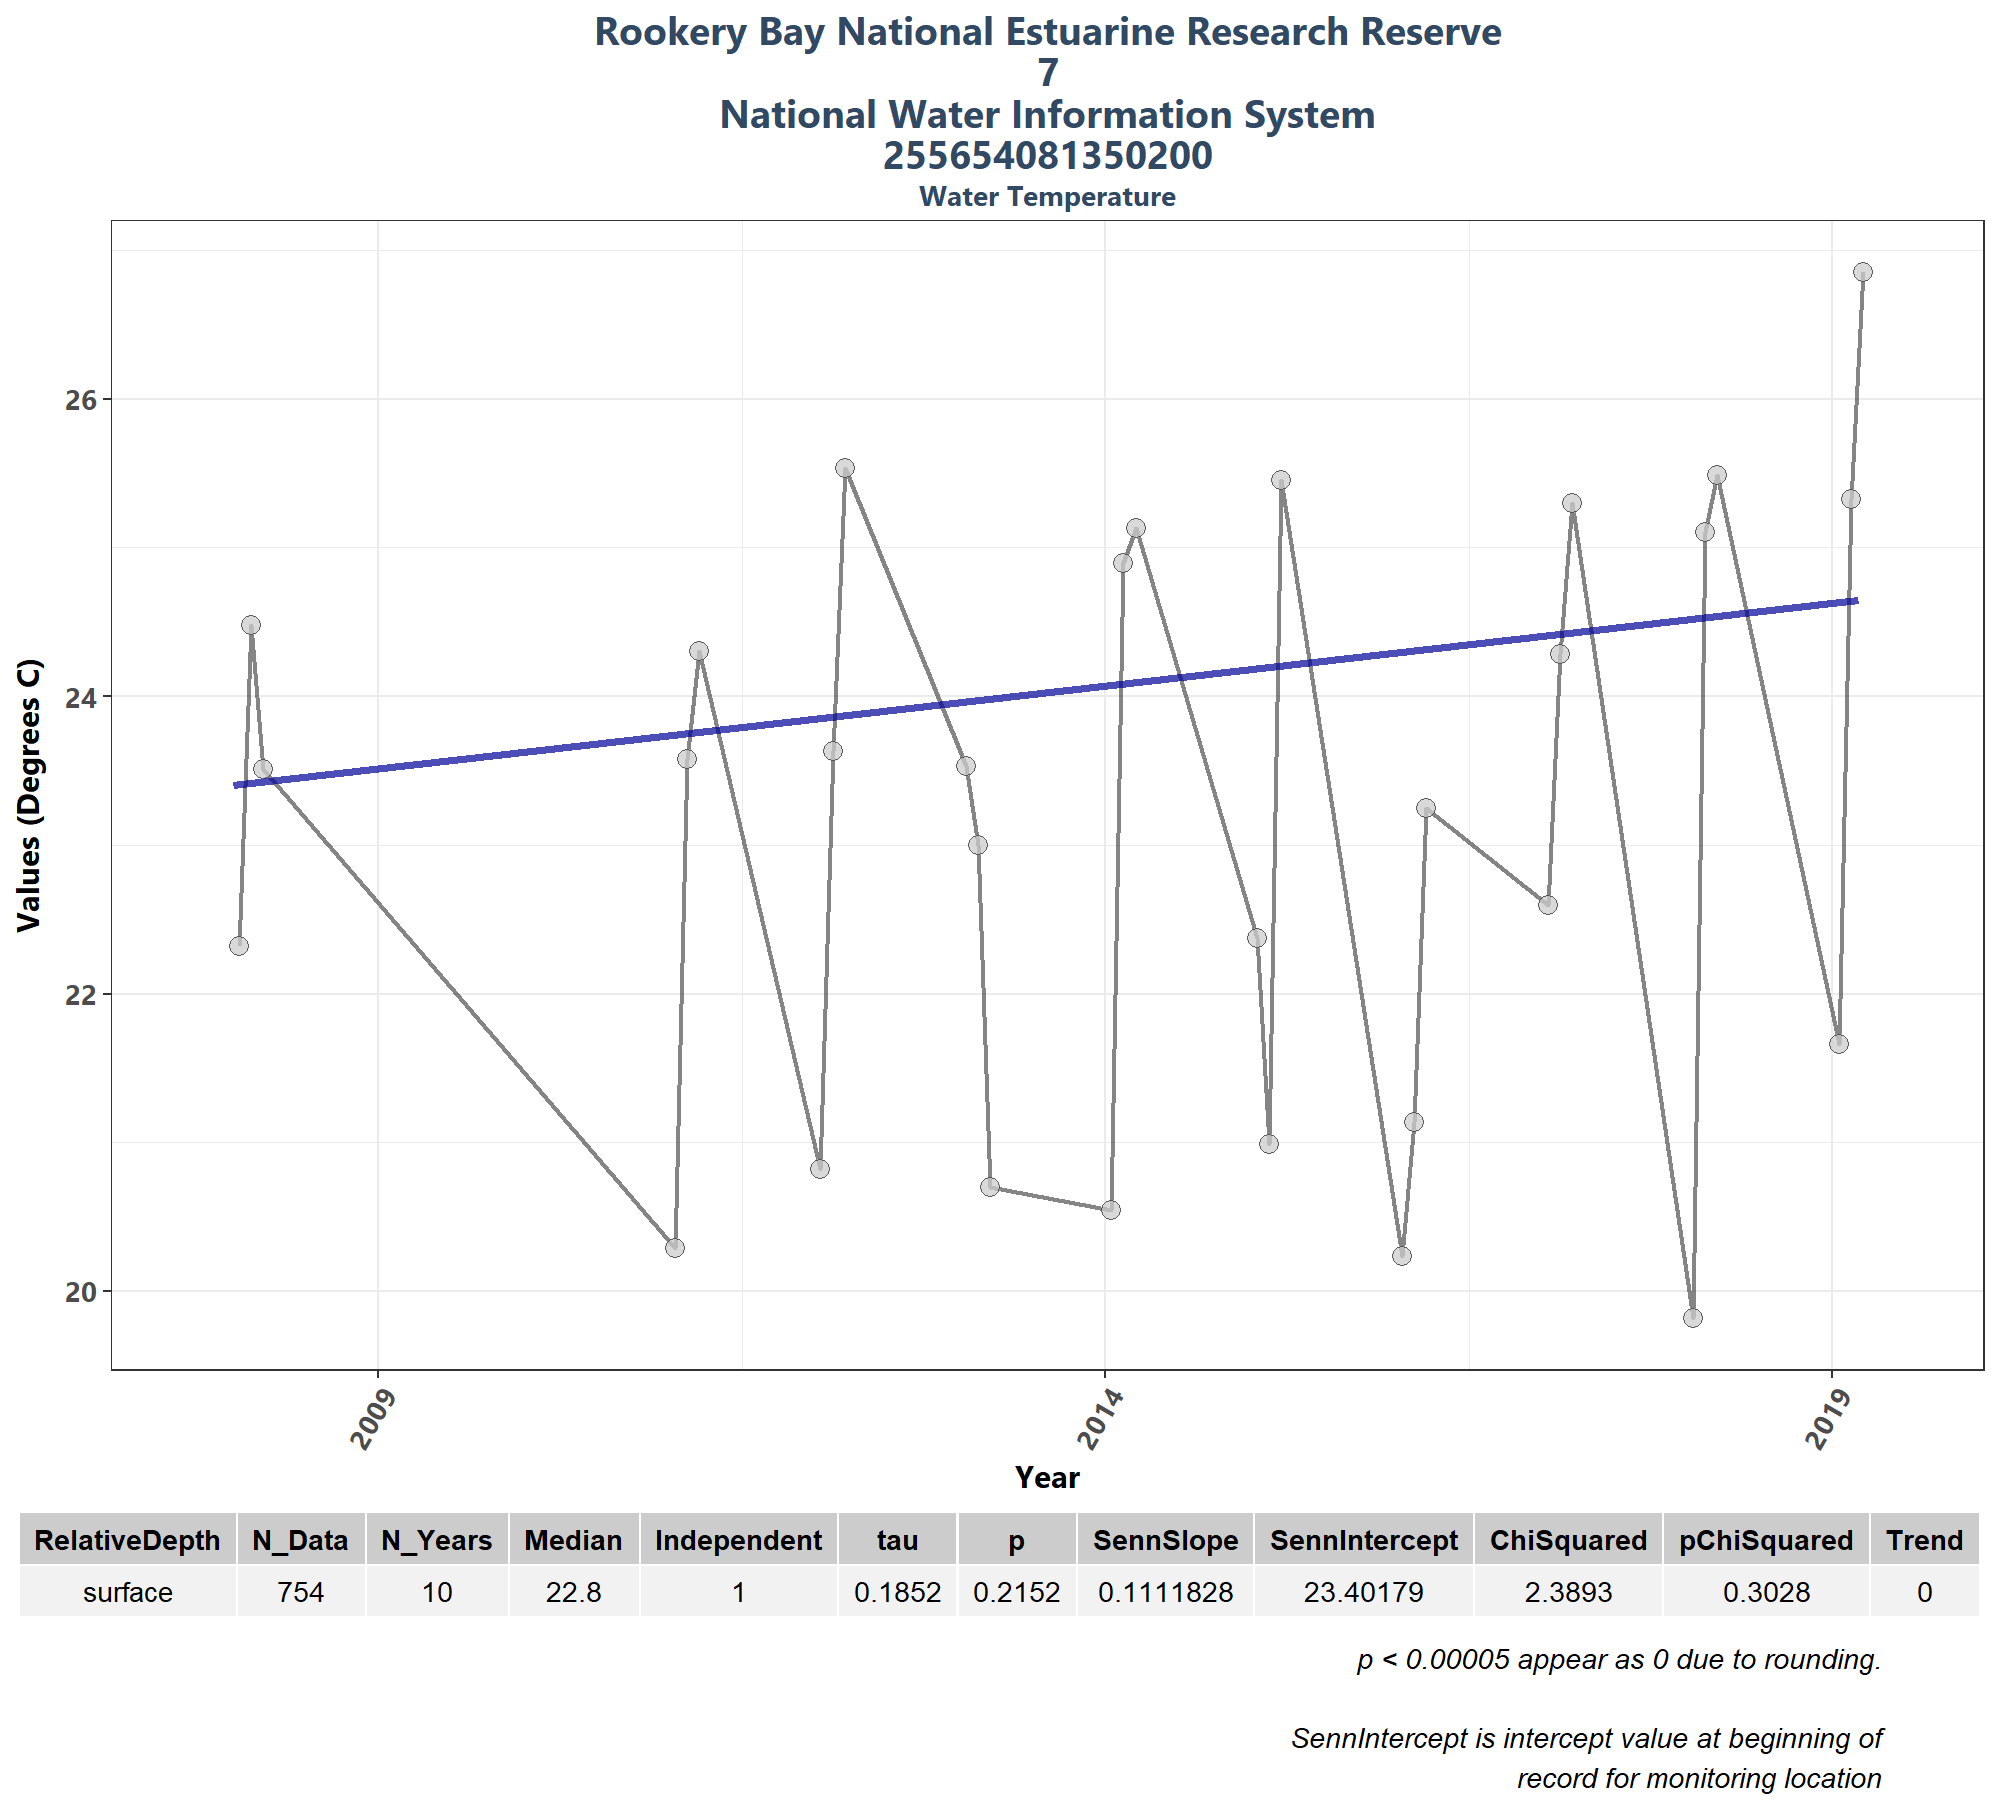 Rookery Bay National Estuarine Research Reserve
7
National Water Information System
255654081350200
Water Temperature
Values (Degrees C)
26
24
22
20
2009 2014 2019
Year
RelativeDepth N_Data N_Years Median Independent tau p SennSlope SennIntercept ChiSquared pChiSquared Trend
surface 754 10 22.8 1 0.1852 0.2152 0.1111828 23.40179 2.3893 0.3028 0
p < 0.00005 appear as 0 due to rounding.
SennIntercept is intercept value at beginning of
record for monitoring location